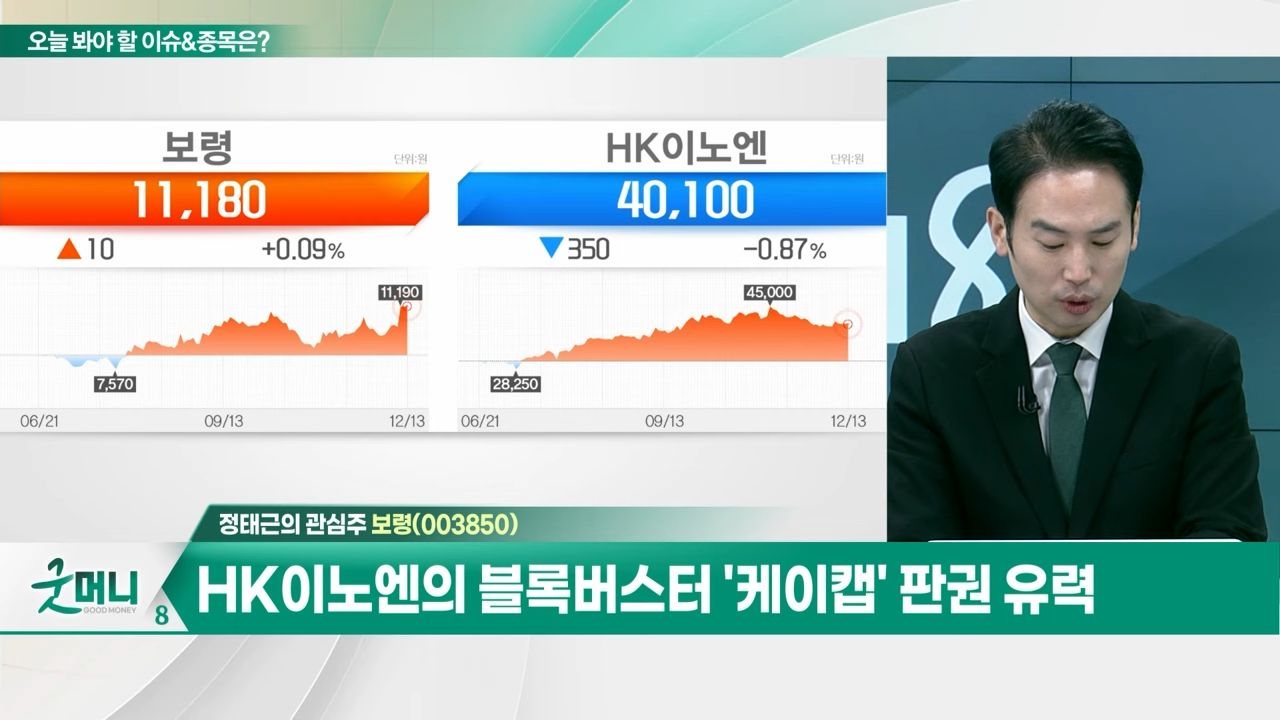 오늘 봐야 할 이슈&종목은?
보령
단위:원
11,180
▲10 +0.09%
11,190
7,570
06/21 09/13 12/13
HK이노엔
단위:원
40,100
▼350 -0.87%
45,000
28,250
06/21 09/13 12/13
8
정태근의 관심주 보령(003850)
굿머니
GOOD MONEY
8
HK이노엔의 블록버스터 '케이캡' 판권 유력